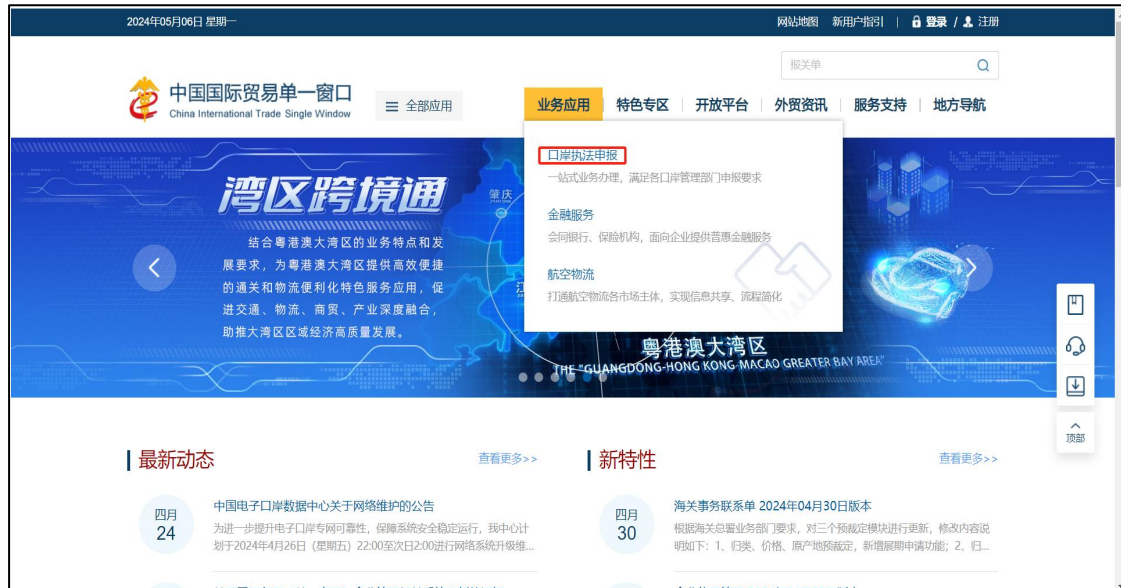 2024年05月06日 星期一
网站地图 新用户指引 | 登录 / 注册
报关单
中国国际贸易单一窗口
China International Trade Single Window
全部应用
业务应用 特色专区 开放平台 外贸资讯 服务支持 地方导航
口岸执法申报
一站式业务办理，满足各口岸管理部门申报要求
金融服务
会同银行、保险机构，面向企业提供普惠金融服务
航空物流
打通航空物流各市场主体，实现信息共享、流程简化
湾区跨境通
结合粤港澳大湾区的业务特点和发
展要求，为粤港澳大湾区提供高效便捷
的通关和物流便利化特色服务应用，促
进交通、物流、商贸、产业深度融合，
助推大湾区区域经济高质量发展。
肇庆
江
粤港澳大湾区
THE "GUANGDONG-HONG KONG-MACAO GREATER BAY AREA"
顶部
最新动态
查看更多>>
四月
24
中国电子口岸数据中心关于网络维护的公告
为进一步提升电子口岸专网可靠性，保障系统安全稳定运行，我中心计
划于2024年4月26日（星期五）22:00至次日2:00进行网络系统升级维...
新特性
查看更多>>
四月
30
海关事务联系单 2024年04月30日版本
根据海关总署业务部门要求，对三个预裁定模块进行更新，修改内容说
明如下：1、归类、价格、原产地预裁定，新增展期申请功能；2、归...